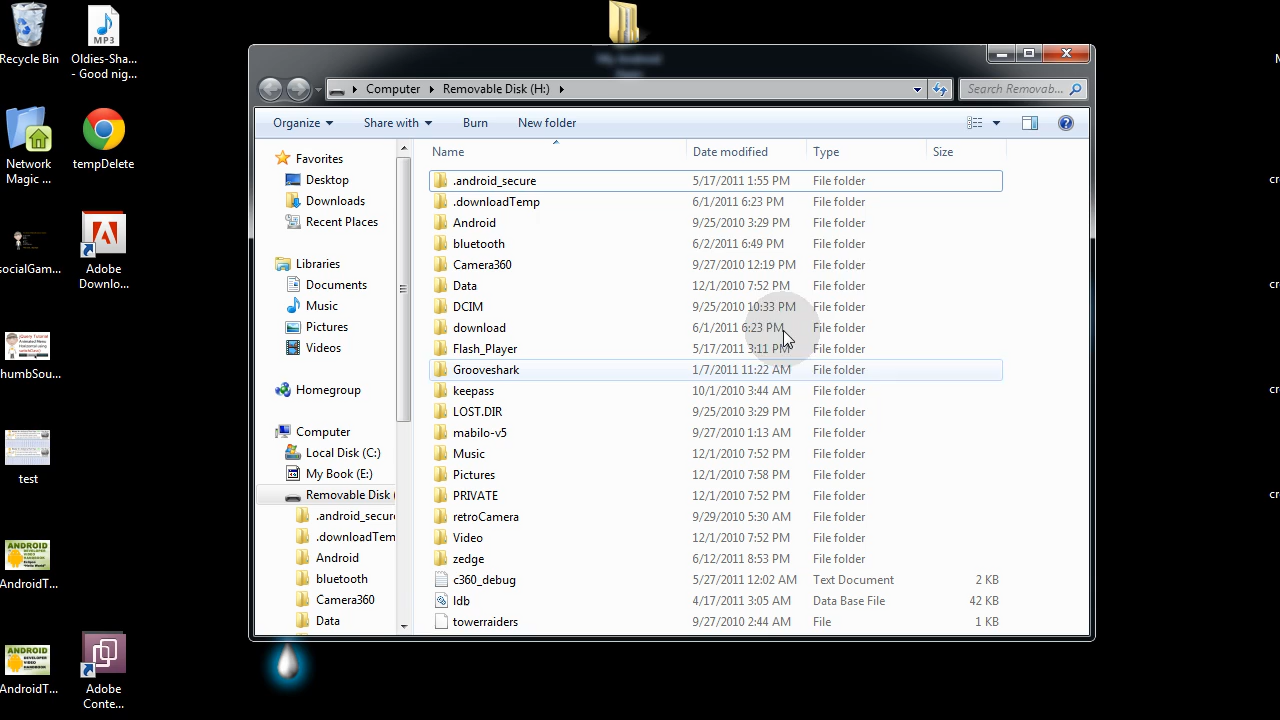 Recycle Bin
Oldies-Sha...
- Good nig...
MP3
Network
Magic ...
tempDelete
socialGam...
Adobe
Downlo...
humbSou...
test
AndroidT...
AndroidT...
Adobe
Conte...
My Android
Computer
Removable Disk (H:)
Search Removab...
Organize
Share with
Burn
New folder
Name
Date modified
Type
Size
Favorites
Desktop
Downloads
Recent Places
Libraries
Documents
Music
Pictures
Videos
Homegroup
Computer
Local Disk (C:)
My Book (E:)
Removable Disk (
.android_secure
.downloadTem
Android
bluetooth
Camera360
Data
.android_secure 5/17/2011 1:55 PM File folder
.downloadTemp 6/1/2011 6:23 PM File folder
Android 9/25/2010 3:29 PM File folder
bluetooth 6/2/2011 6:49 PM File folder
Camera360 9/27/2010 12:19 PM File folder
Data 12/1/2010 7:52 PM File folder
DCIM 9/25/2010 10:33 PM File folder
download 6/1/2011 6:23 PM File folder
Flash_Player 5/17/2011 3:11 PM File folder
Grooveshark 1/7/2011 11:22 AM File folder
keepass 10/1/2010 3:44 AM File folder
LOST.DIR 9/25/2010 3:29 PM File folder
mabilo-v5 9/27/2010 1:13 AM File folder
Music 12/1/2010 7:52 PM File folder
Pictures 12/1/2010 7:58 PM File folder
PRIVATE 12/1/2010 7:52 PM File folder
retroCamera 9/29/2010 5:30 AM File folder
Video 12/1/2010 7:52 PM File folder
zedge 6/12/2011 8:53 PM File folder
c360_debug 5/27/2011 12:02 AM Text Document 2 KB
ldb 4/17/2011 3:05 AM Data Base File 42 KB
towerraiders 9/27/2010 2:44 AM File 1 KB